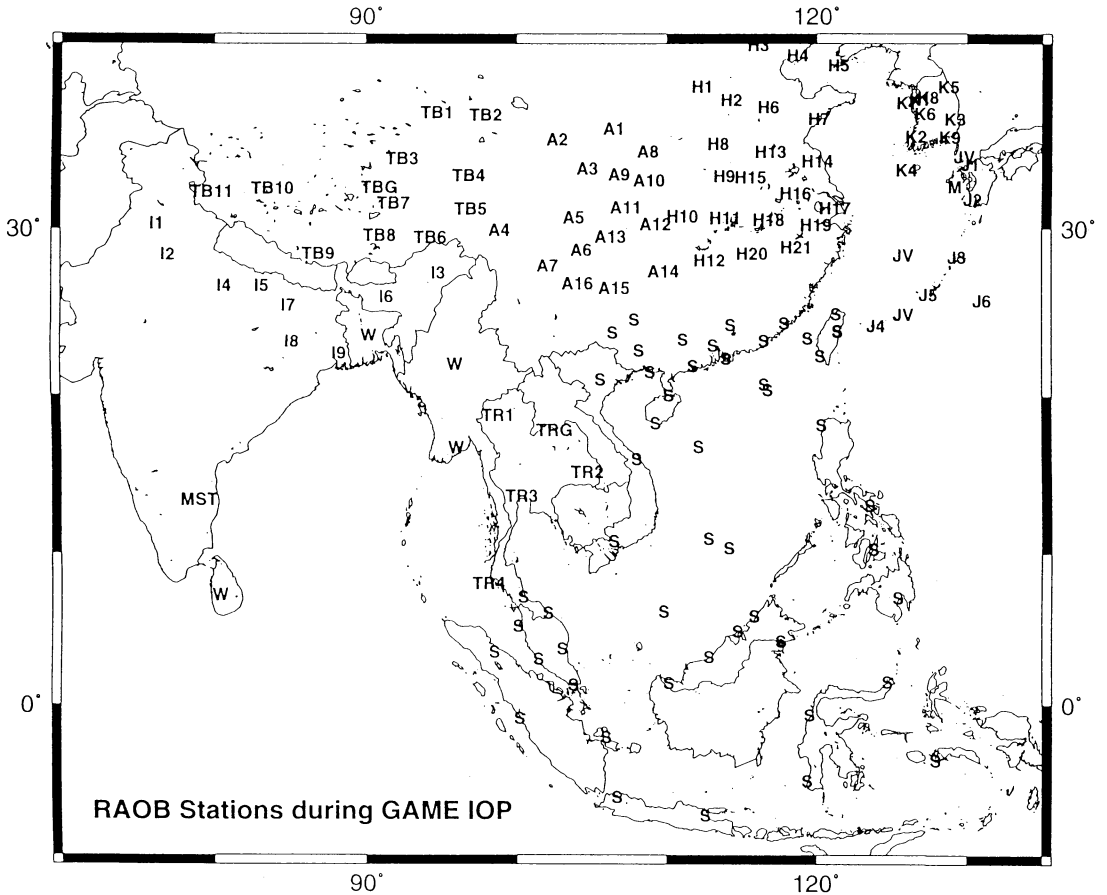 90° 120°
H3
H4
H5
H1 K5
H2 K8
H6 K6
TB1 TB2 H7 K3
A1 K2 K9
A2 H8
A8 H13 JV
TB3 H14 J1
A3 K4
TB4 A9 H9 H15
TB11 TB10 TBG A10 M
TB7 H16 J2
TB5 A11 H17
I1 A5 H10 H11 H18
30° A4 A12 H19 30°
TB8 TB6 A13
I2 TB9 A6 H21
H20 JV J8
H12
I3 A7 A14
I4 I5 A16 A15
I6 J5
I7 J6
S S JV
W S S J4
I8 S S S S S
I9 S S S S
W S S S S
S S
S S
TR1 S S
TRG
W S S
TR2
MST TR3
S
S S S S
TR4
W S S
S S S
S S
S S S
S S S
0° S S S S 0°
S S
S
S
S
S
RAOB Stations during GAME IOP
S
90° 120°